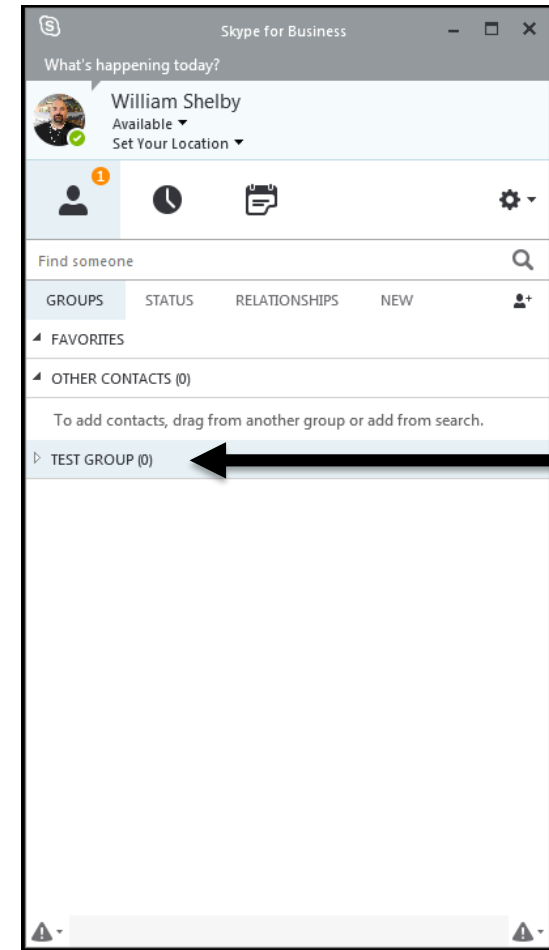 Skype for Business
What's happening today?
William Shelby
Available
Set Your Location
1
Find someone
GROUPS STATUS RELATIONSHIPS NEW
FAVORITES
OTHER CONTACTS (0)
To add contacts, drag from another group or add from search.
TEST GROUP (0)